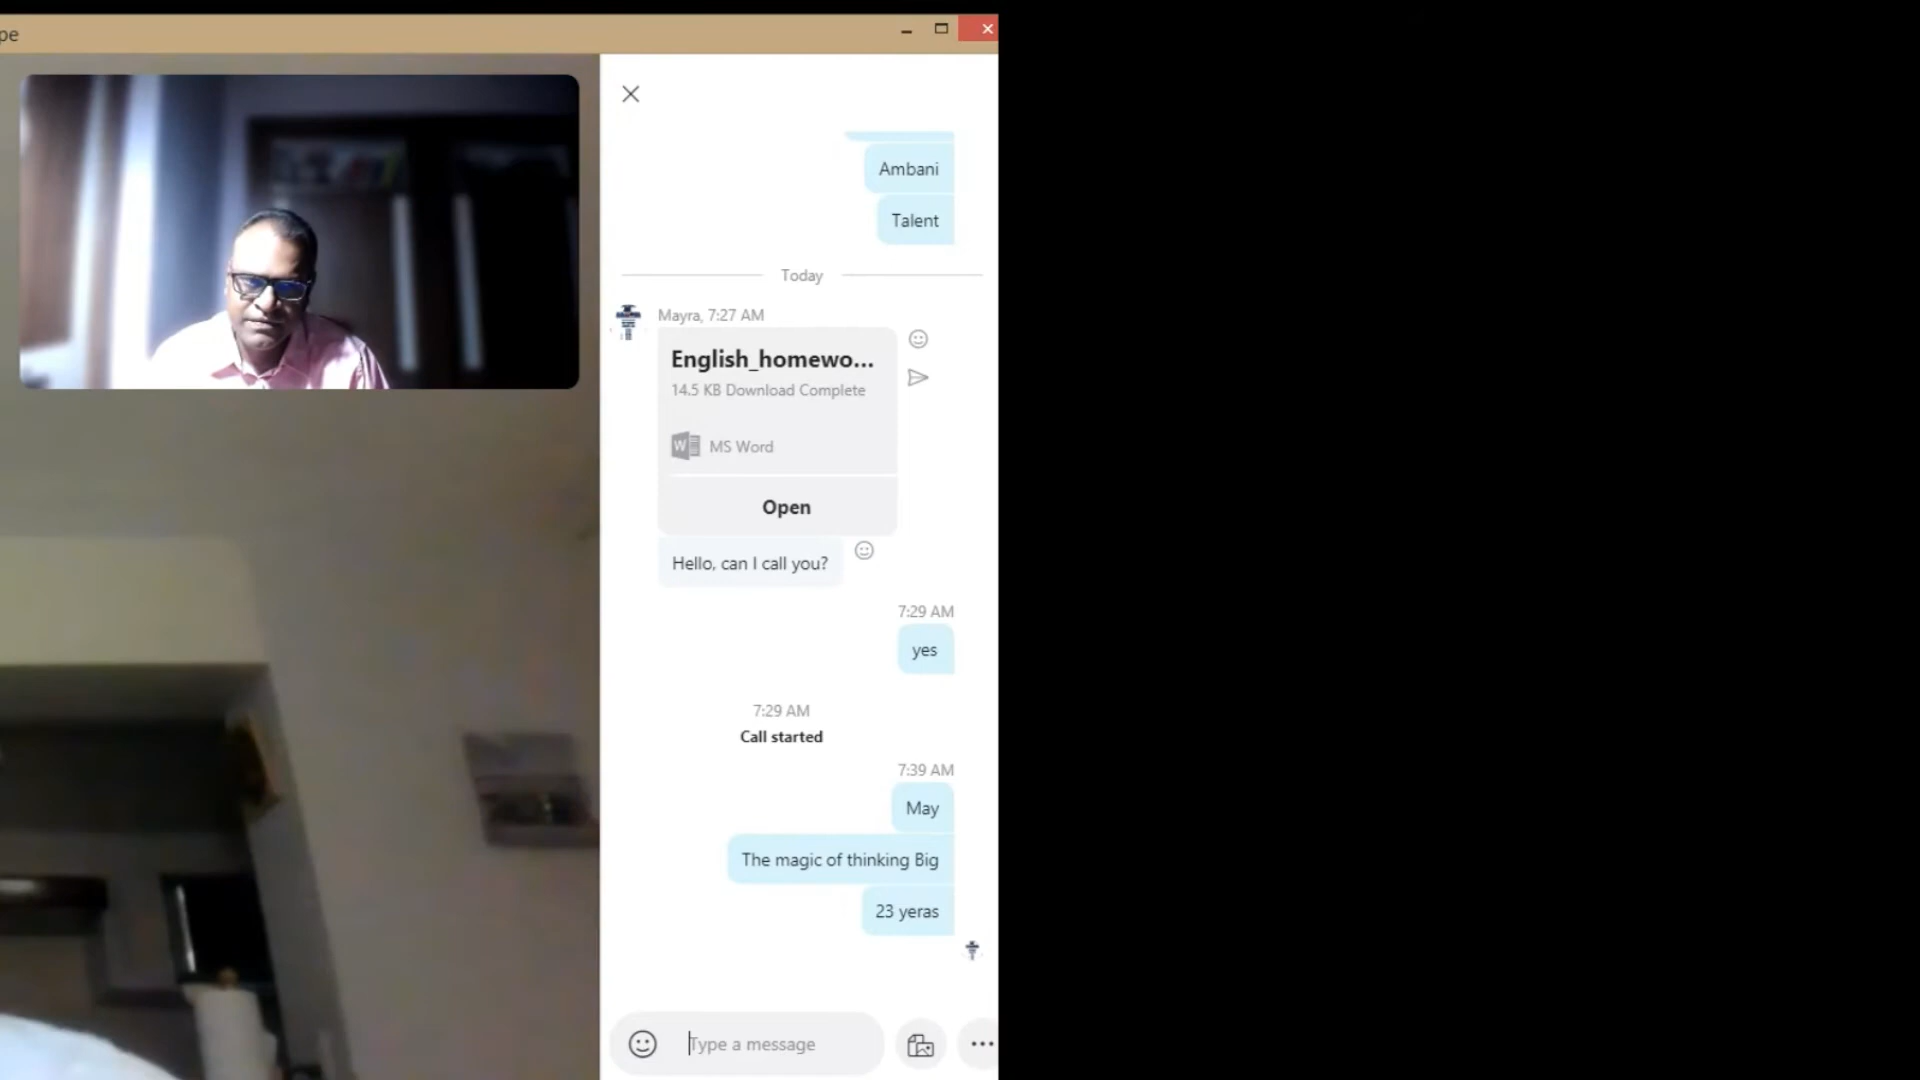 pe
Ambani
Talent
Today
Mayra, 7:27 AM
English_homewo...
14.5 KB Download Complete
MS Word
Open
Hello, can I call you?
7:29 AM
yes
7:29 AM
Call started
7:39 AM
May
The magic of thinking Big
23 yeras
Type a message